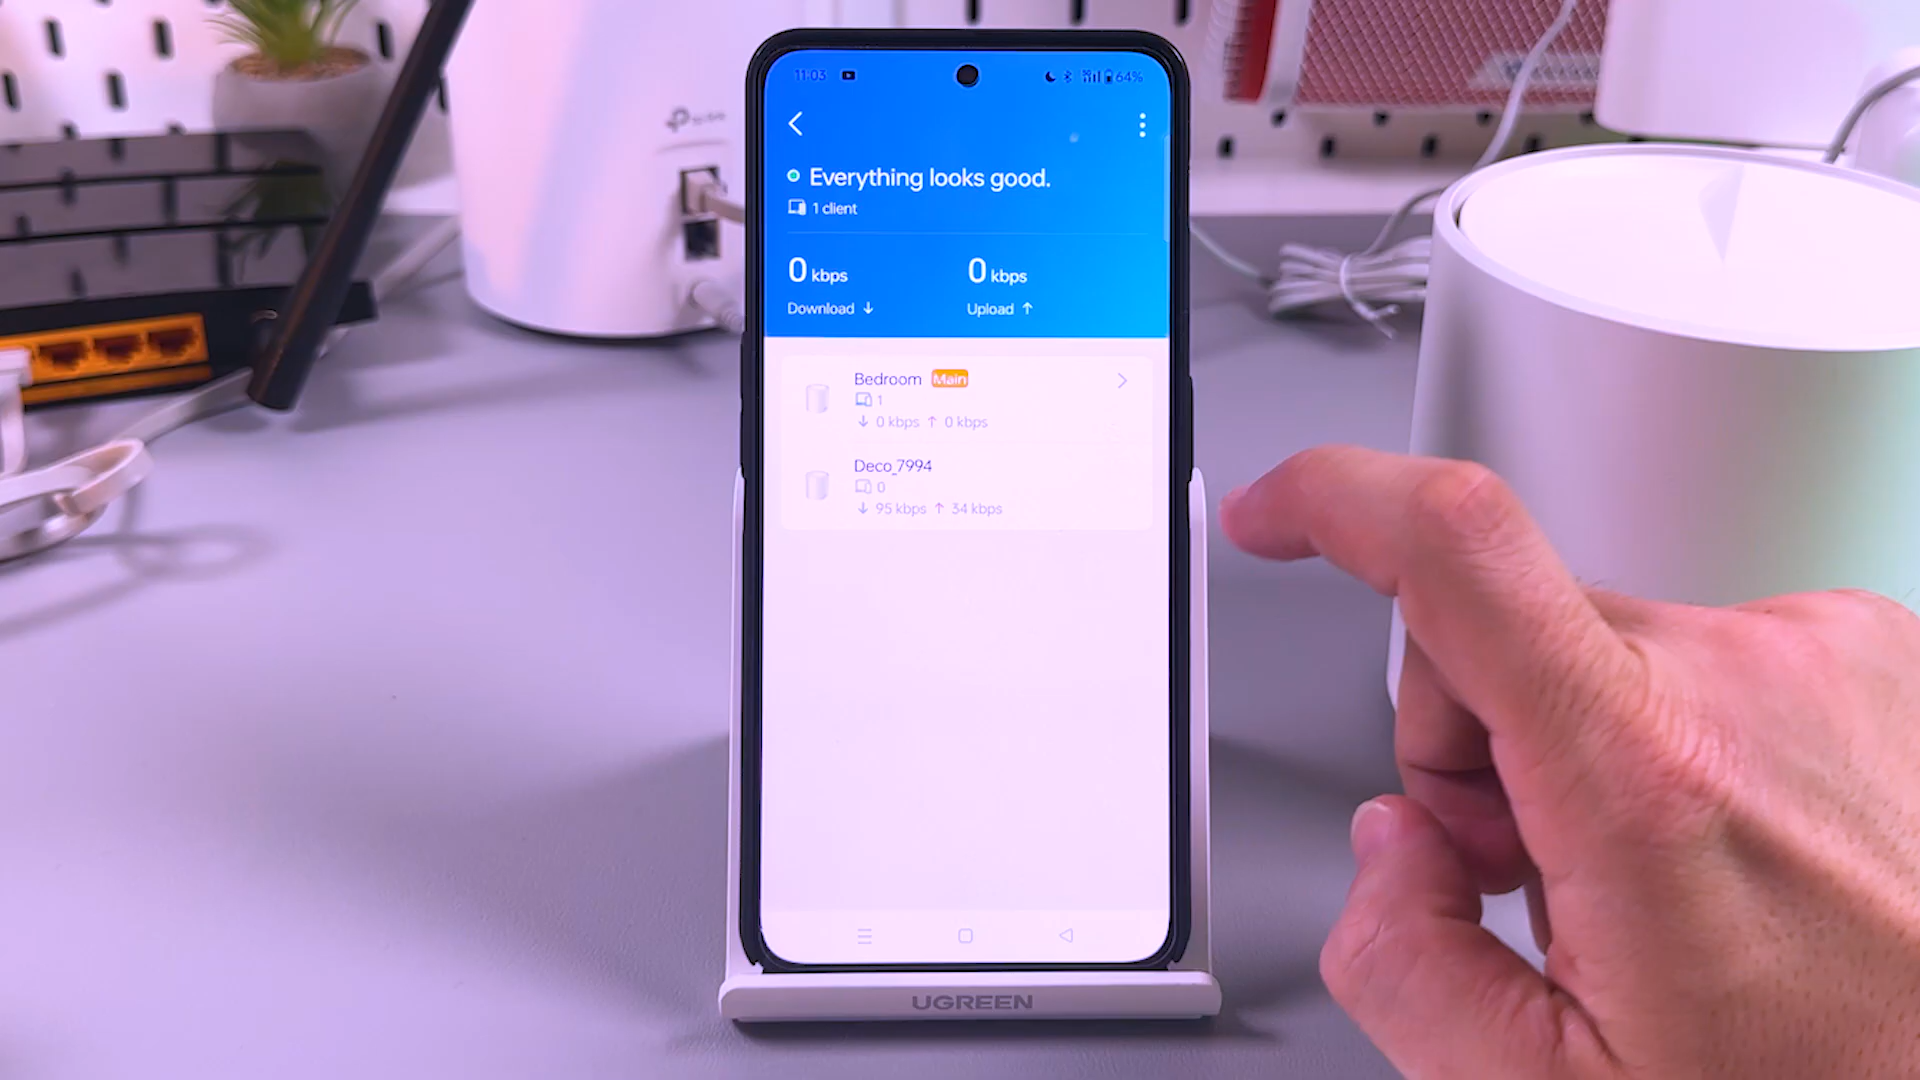 11:03
64%
Everything looks good.
1 client
0 kbps
0 kbps
Download ↓
Upload ↑
Bedroom Main
1
↓ 0 kbps ↑ 0 kbps
Deco_7994
0
↓ 95 kbps ↑ 34 kbps
UGREEN